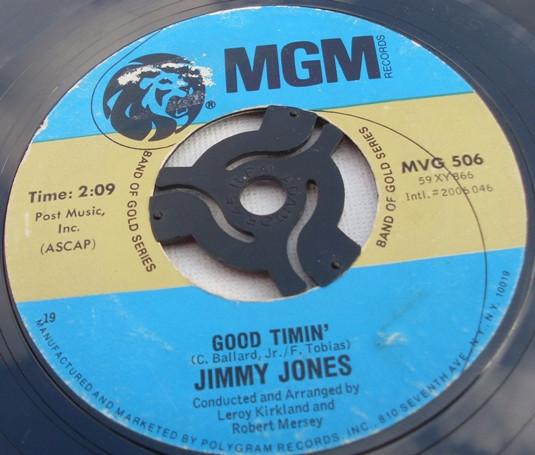 MGM
RECORDS
®
BAND OF GOLD SERIES
BAND OF GOLD SERIES
Time: 2:09
Post Music,
Inc.
(ASCAP)
MVG 506
59 XY 866
Intl.#2006 046
19
GOOD TIMIN'
(C. Ballard, Jr./F. Tobias)
JIMMY JONES
Conducted and Arranged by
Leroy Kirkland and
Robert Mersey
MANUFACTURED AND MARKETED BY POLYGRAM RECORDS, INC., 810 SEVENTH AVE., N.Y., N.Y. 10019